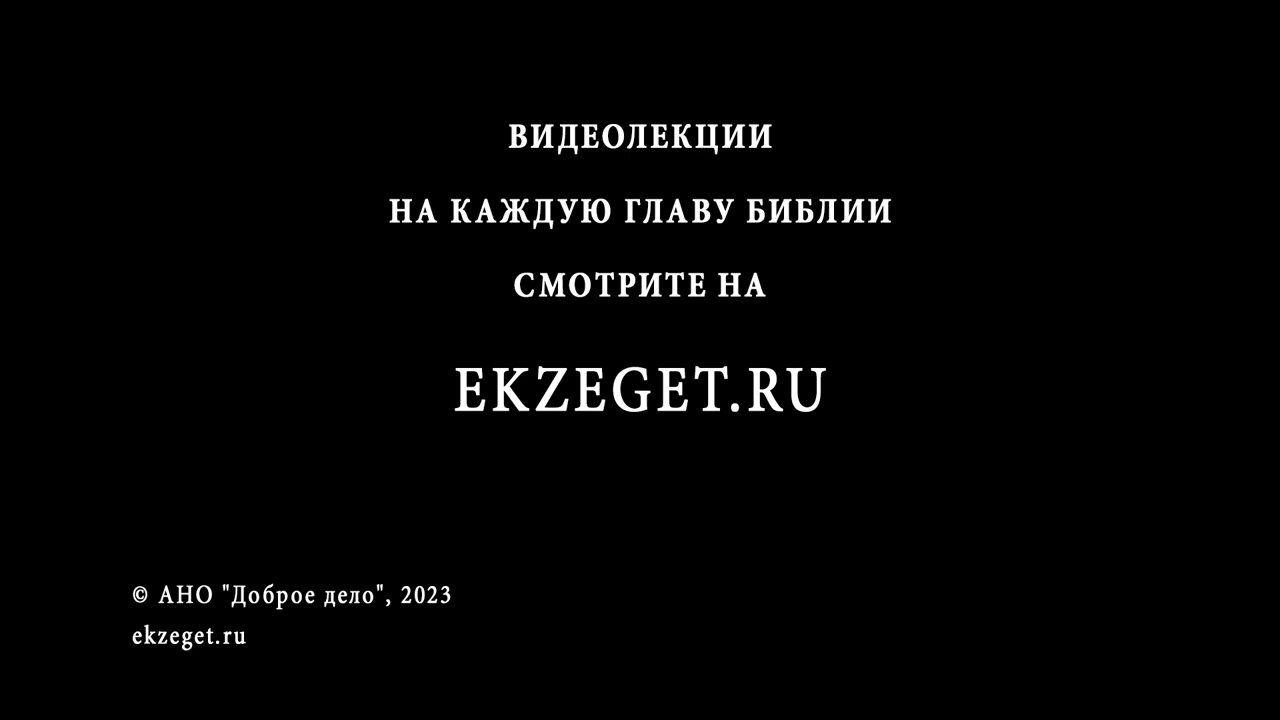 ВИДЕОЛЕКЦИИ
НА КАЖДУЮ ГЛАВУ БИБЛИИ
СМОТРИТЕ НА
EKZEGET.RU
© АНО "Доброе дело", 2023
ekzeget.ru